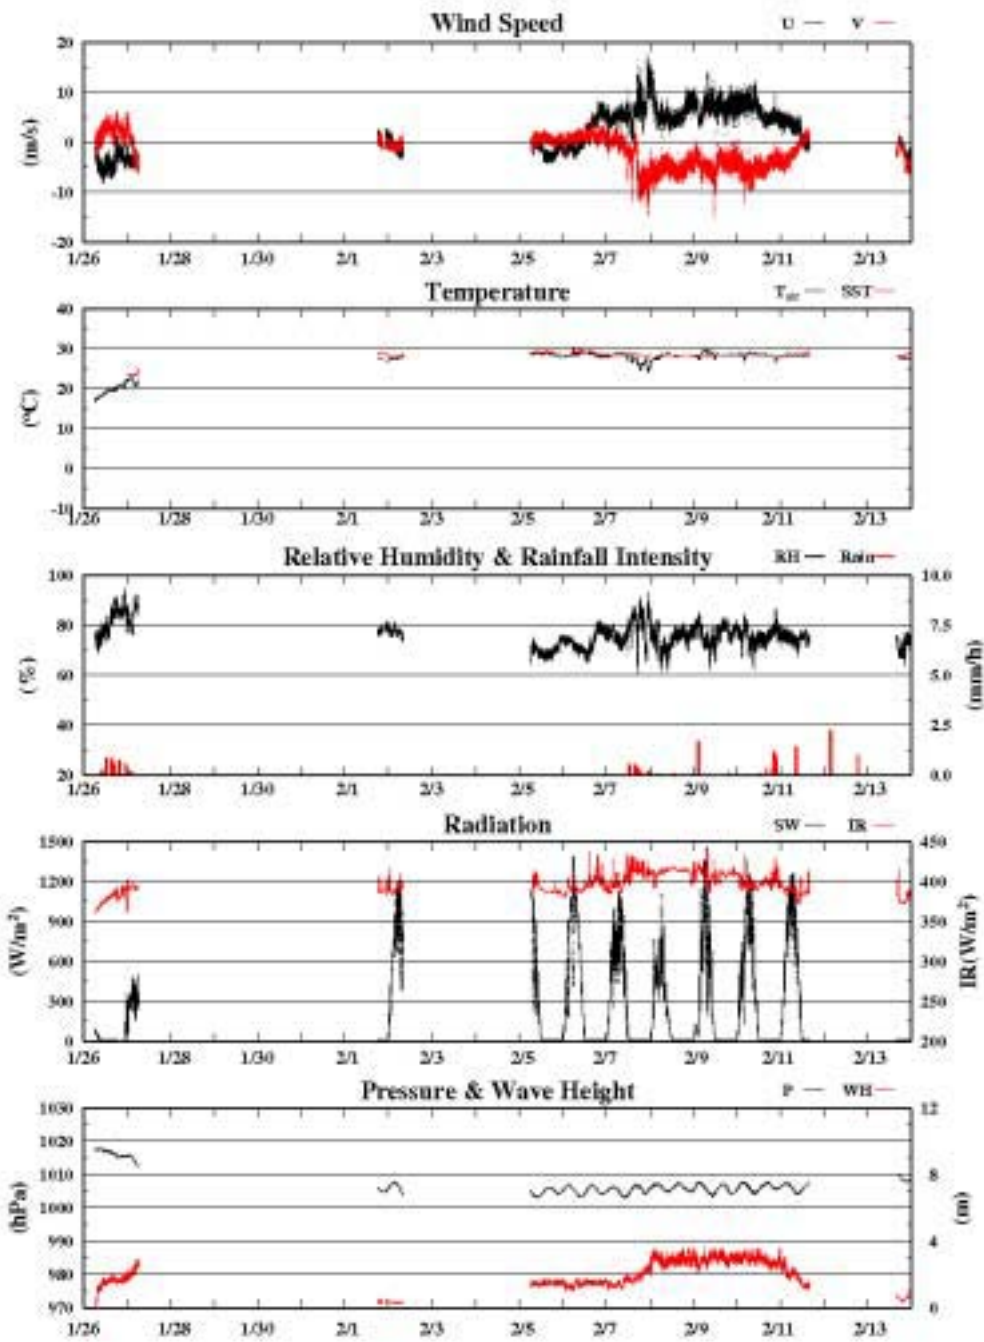 Wind Speed U — V —
20
10
0
-10
-20
(m/s)
1/26 1/28 1/30 2/1 2/3 2/5 2/7 2/9 2/11 2/13
Temperature T_air — SST —
40
30
20
10
0
-10
(°C)
1/26 1/28 1/30 2/1 2/3 2/5 2/7 2/9 2/11 2/13
Relative Humidity & Rainfall Intensity RH — Rain —
100 10.0
80 7.5
60 5.0
40 2.5
20 0.0
(%) (mm/h)
1/26 1/28 1/30 2/1 2/3 2/5 2/7 2/9 2/11 2/13
Radiation SW — IR —
1500 450
1200 400
900 350
600 300
300 250
0 200
(W/m²) IR(W/m²)
1/26 1/28 1/30 2/1 2/3 2/5 2/7 2/9 2/11 2/13
Pressure & Wave Height P — WH —
1030 12
1020
1010 8
1000
990 4
980
970 0
(hPa) (m)
1/26 1/28 1/30 2/1 2/3 2/5 2/7 2/9 2/11 2/13